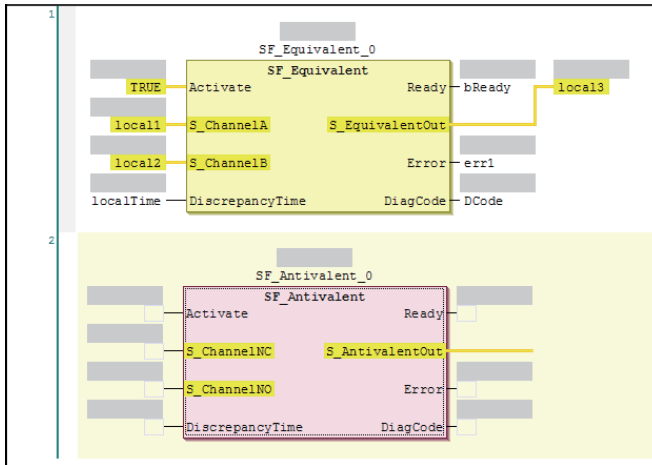 1
SF_Equivalent_0
SF_Equivalent
TRUE Activate Ready bReady local3
local1 S_ChannelA S_EquivalentOut
local2 S_ChannelB Error err1
localTime DiscrepancyTime DiagCode DCode
2
SF_Antivalent_0
SF_Antivalent
Activate Ready
S_ChannelNC S_AntivalentOut
S_ChannelNO Error
DiscrepancyTime DiagCode